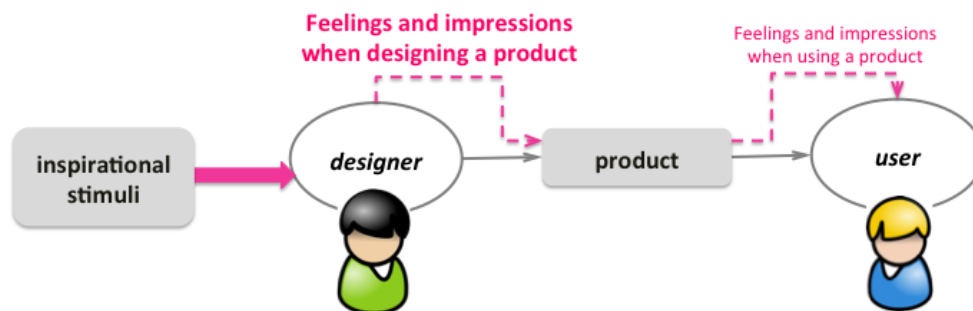 Feelings and impressions
when designing a product
Feelings and impressions
when using a product
inspirational
stimuli
designer
product
user